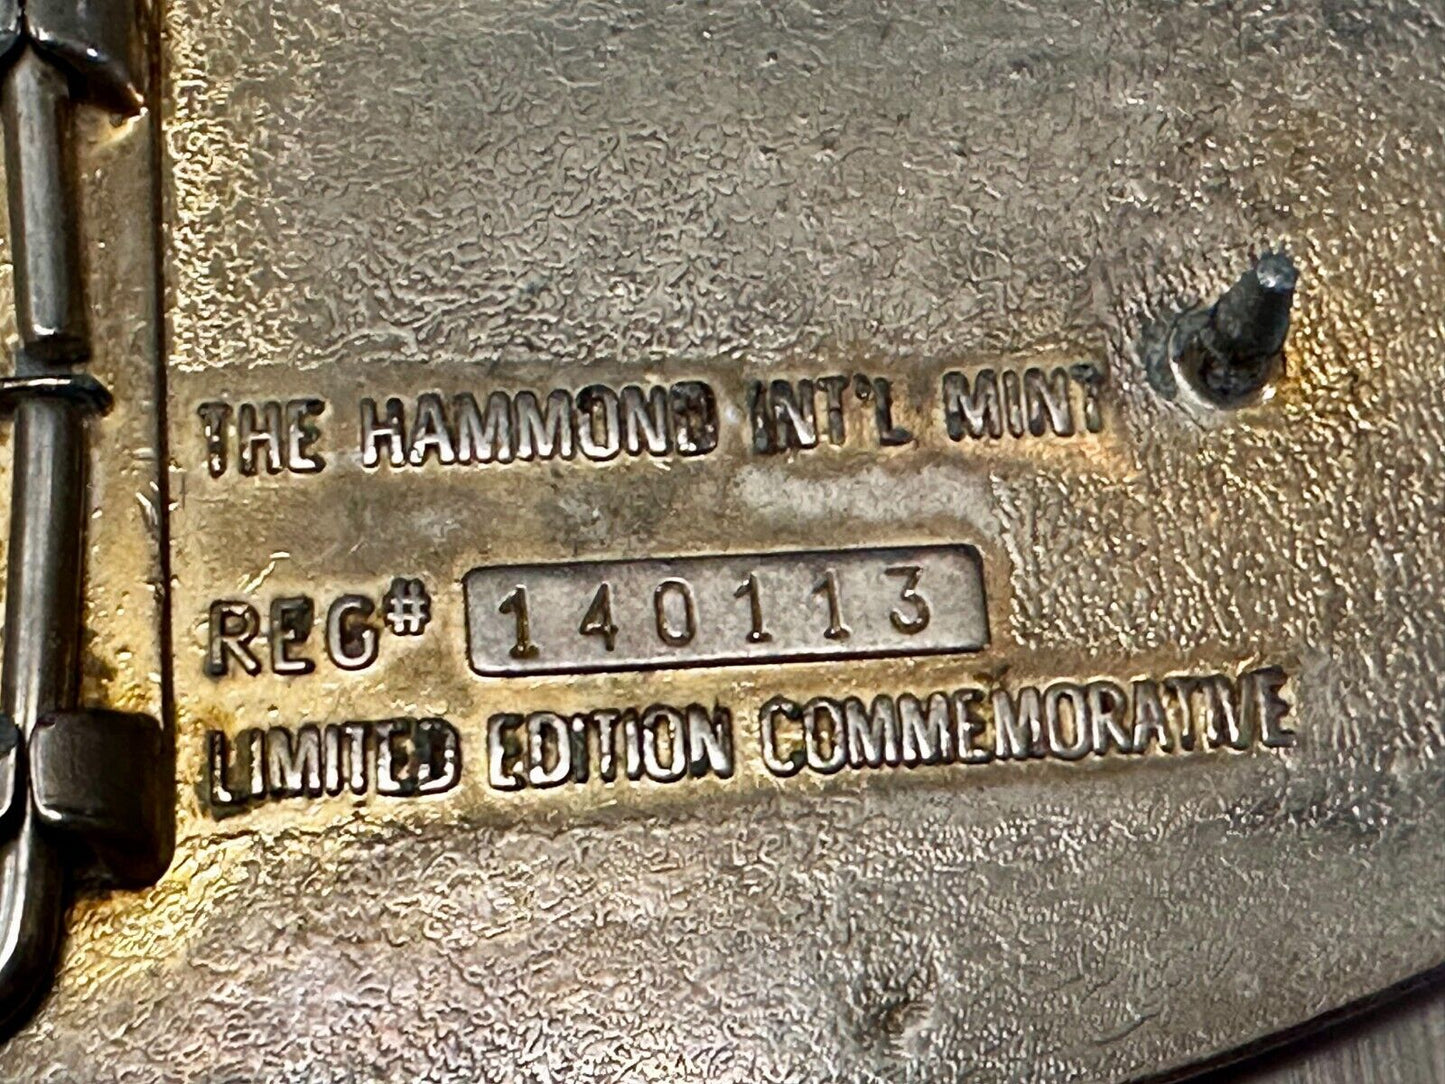 THE HAMMOND INT'L MINT
REG# 140113
LIMITED EDITION COMMEMORATIVE